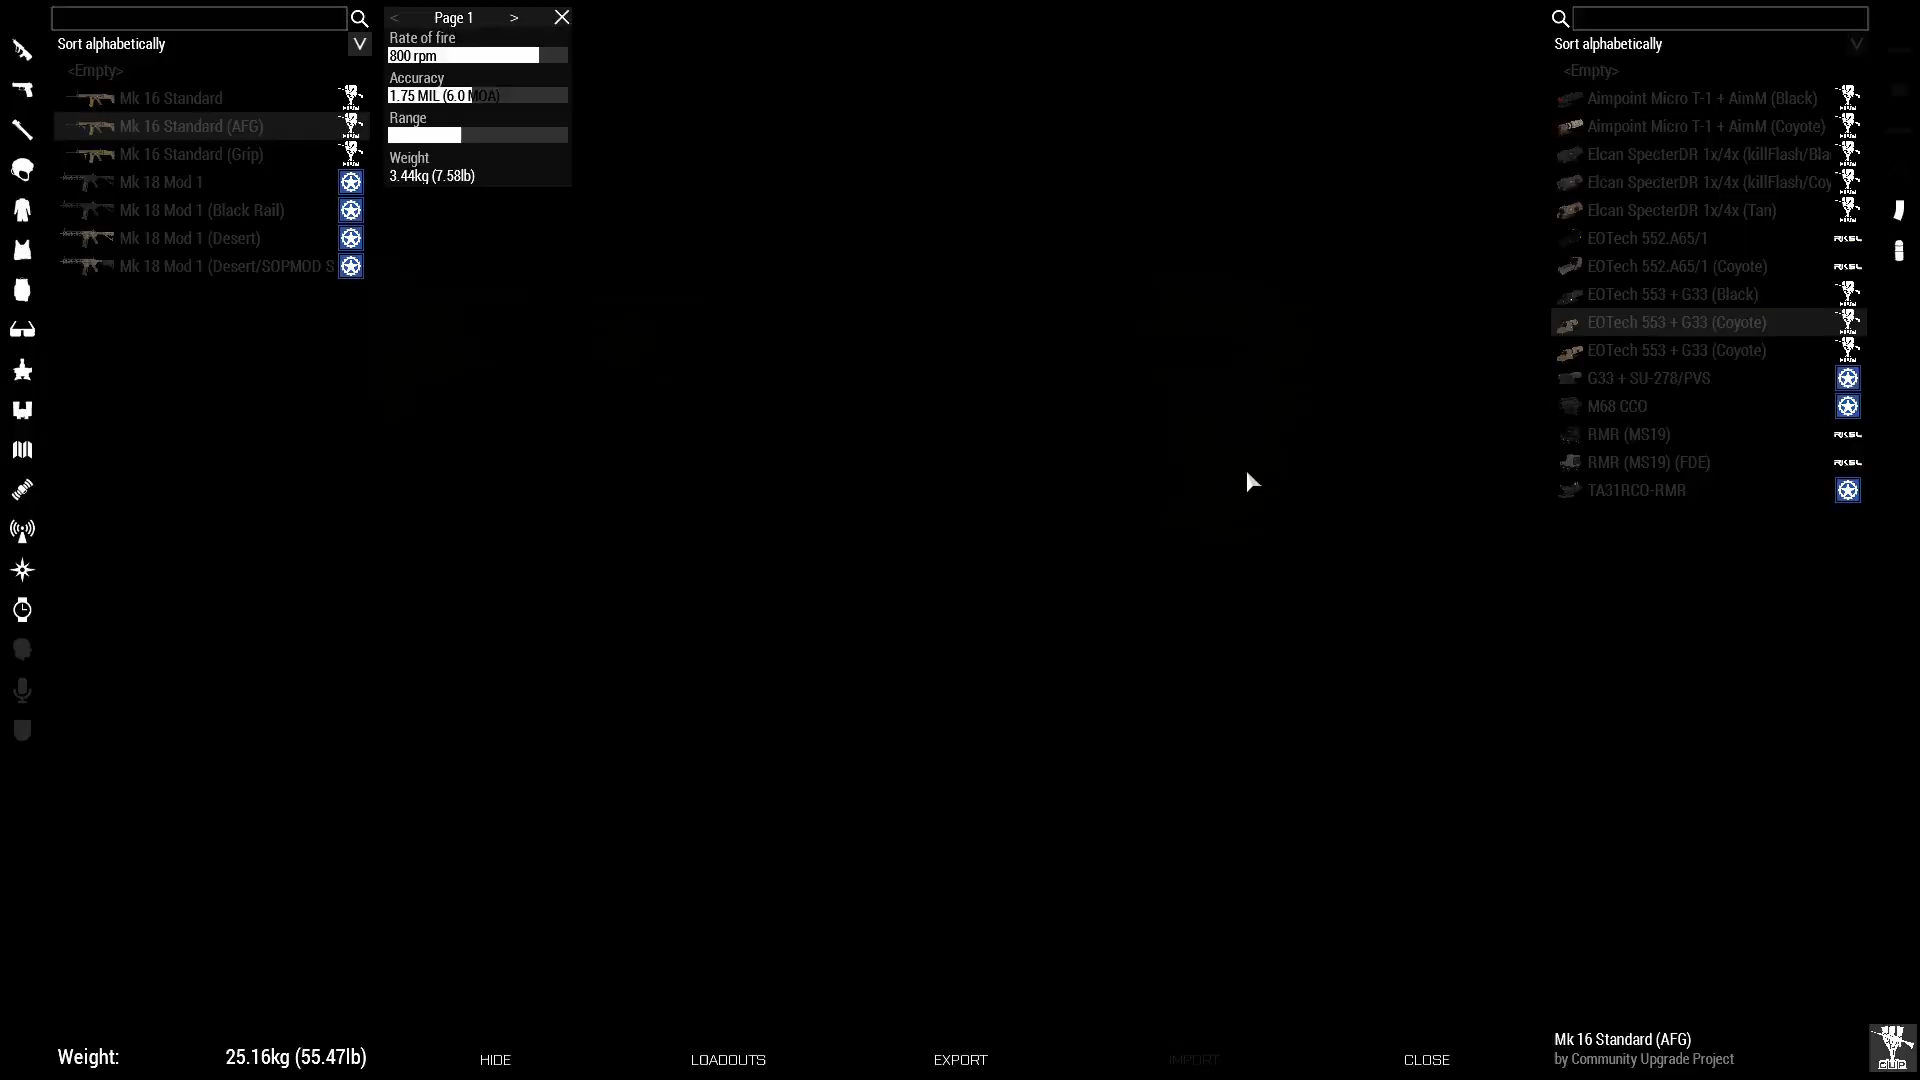 Sort alphabetically
V
<Empty>
Mk 16 Standard
Mk 16 Standard (AFG)
Mk 16 Standard (Grip)
Mk 18 Mod 1
Mk 18 Mod 1 (Black Rail)
Mk 18 Mod 1 (Desert)
Mk 18 Mod 1 (Desert/SOPMOD S
< Page 1 >
Rate of fire
800 rpm
Accuracy
1.75 MIL (6.0 MOA)
Range
Weight
3.44kg (7.58lb)
Sort alphabetically
V
<Empty>
Aimpoint Micro T-1 + AimM (Black)
Aimpoint Micro T-1 + AimM (Coyote)
Elcan SpecterDR 1x/4x (killFlash/Bla
Elcan SpecterDR 1x/4x (killFlash/Coy
Elcan SpecterDR 1x/4x (Tan)
EOTech 552.A65/1
RKSL
EOTech 552.A65/1 (Coyote)
RKSL
EOTech 553 + G33 (Black)
EOTech 553 + G33 (Coyote)
EOTech 553 + G33 (Coyote)
G33 + SU-278/PVS
M68 CCO
RMR (MS19)
RKSL
RMR (MS19) (FDE)
RKSL
TA31RCO-RMR
Weight: 25.16kg (55.47lb)
HIDE
LOADOUTS
EXPORT
IMPORT
CLOSE
Mk 16 Standard (AFG)
by Community Upgrade Project
CUP